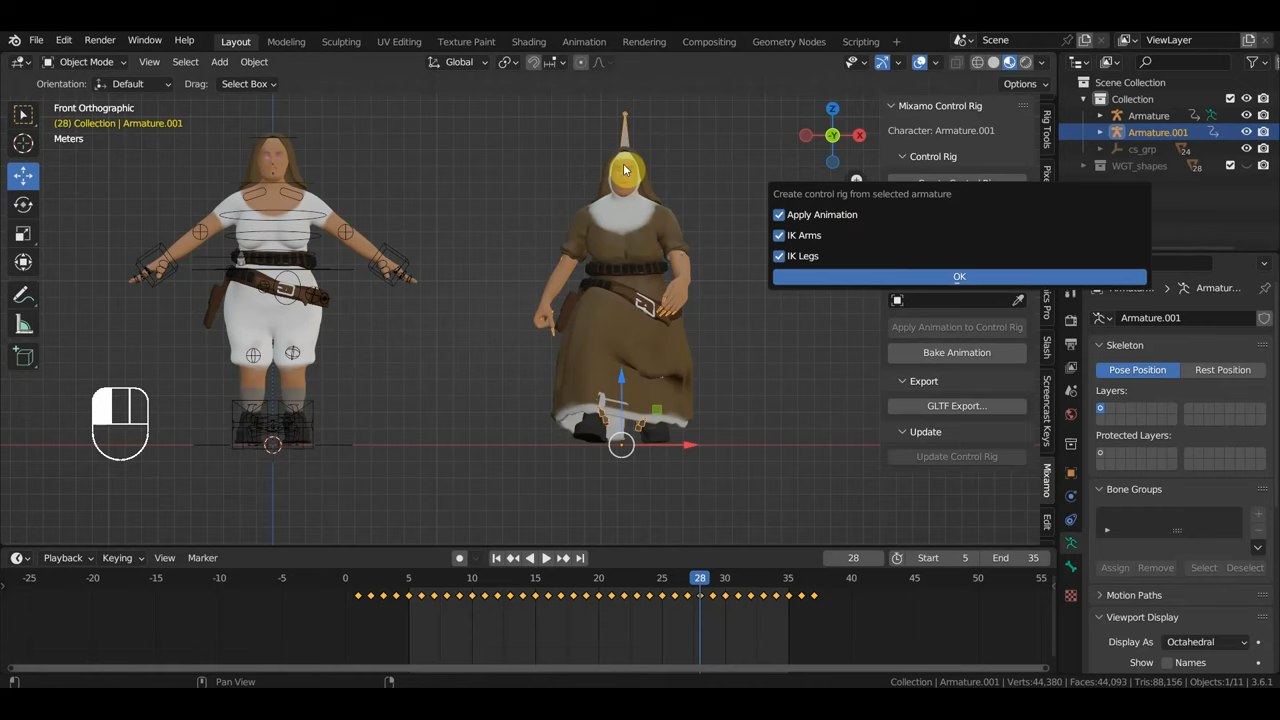 File Edit Render Window Help
Layout Modeling Sculpting UV Editing Texture Paint Shading Animation Rendering Compositing Geometry Nodes Scripting +
Scene
ViewLayer
Object Mode View Select Add Object
Global
Orientation: Default Drag: Select Box
Options
Front Orthographic
(28) Collection | Armature.001
Meters
Z
X
-Y
Mixamo Control Rig
Character: Armature.001
Control Rig
Create control rig from selected armature
Apply Animation
IK Arms
IK Legs
OK
Apply Animation to Control Rig
Bake Animation
Export
GLTF Export...
Update
Update Control Rig
Rig Tools
Slash
Screencast Keys
Mixamo
Edit
Scene Collection
Collection
Armature
Armature.001
cs_grp
24
WGT_shapes
28
Armatur...
Armature.001
Skeleton
Pose Position Rest Position
Layers:
Protected Layers:
Bone Groups
Assign Remove Select Deselect
Motion Paths
Viewport Display
Display As Octahedral
Show Names
Playback Keying View Marker
28 Start 5 End 35
-25 -20 -15 -10 -5 0 5 10 15 20 25 28 30 35 40 45 50 55
Pan View
Collection | Armature.001 | Verts:44,380 | Faces:44,093 | Tris:88,156 | Objects:1/11 | 3.6.1